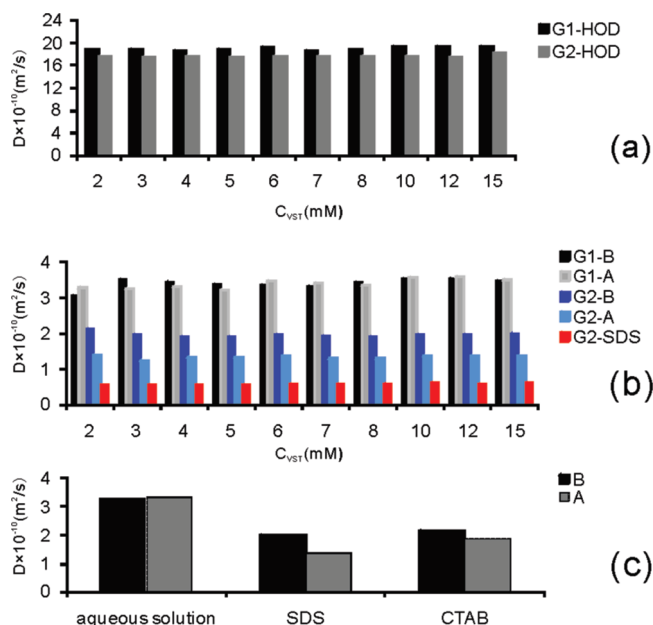 D×10⁻¹⁰(m²/s)
24
20
16
12
8
4
0
2 3 4 5 6 7 8 10 12 15
C_VST(mM)
G1-HOD
G2-HOD
(a)
D×10⁻¹⁰(m²/s)
4
3
2
1
0
2 3 4 5 6 7 8 10 12 15
C_VST(mM)
G1-B
G1-A
G2-B
G2-A
G2-SDS
(b)
D×10⁻¹⁰(m²/s)
4
3
2
1
0
aqueous solution SDS CTAB
B
A
(c)